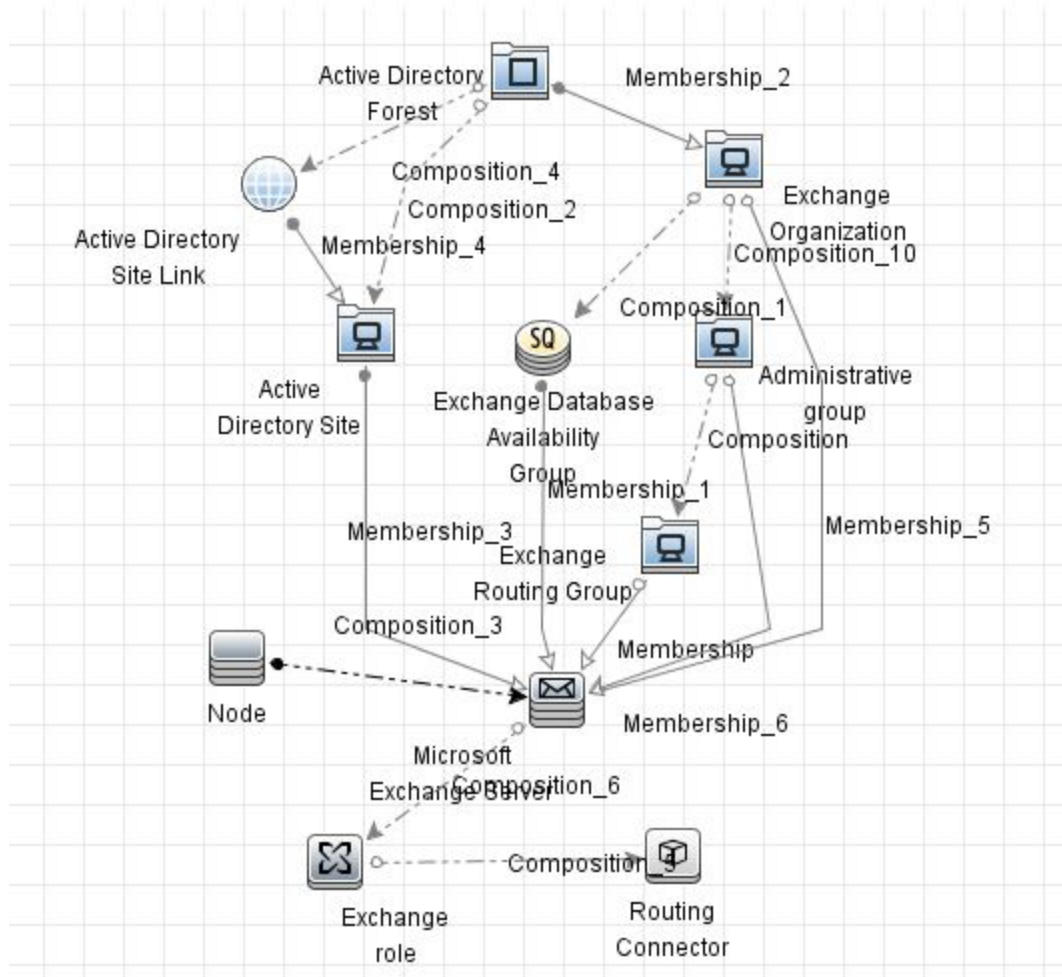 Active Directory
Forest
Membership_2
Composition_4
Composition_2
Exchange
Organization
Active Directory
Site Link
Membership_4
Composition_10
Composition_1
SQ
Active
Directory Site
Exchange Database
Availability
Group
Administrative
group
Composition
Membership_1
Membership_3
Exchange
Routing Group
Membership_5
Composition_3
Membership
Node
Membership_6
Microsoft
Exchange Server
Composition_6
Composition_5
Exchange
role
Routing
Connector